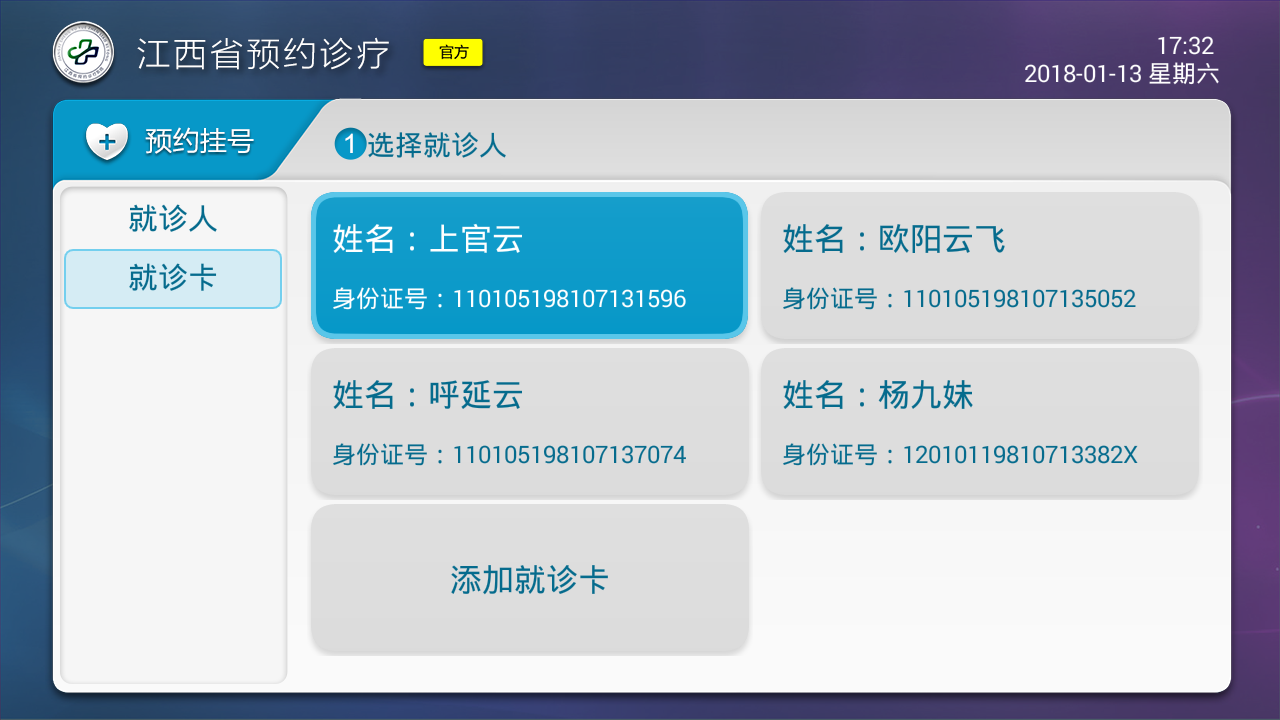 江西省预约诊疗
官方
17:32
2018-01-13 星期六
预约挂号
1选择就诊人
就诊人
就诊卡
姓名：上官云
身份证号：110105198107131596
姓名：欧阳云飞
身份证号：110105198107135052
姓名：呼延云
身份证号：110105198107137074
姓名：杨九妹
身份证号：12010119810713382X
添加就诊卡